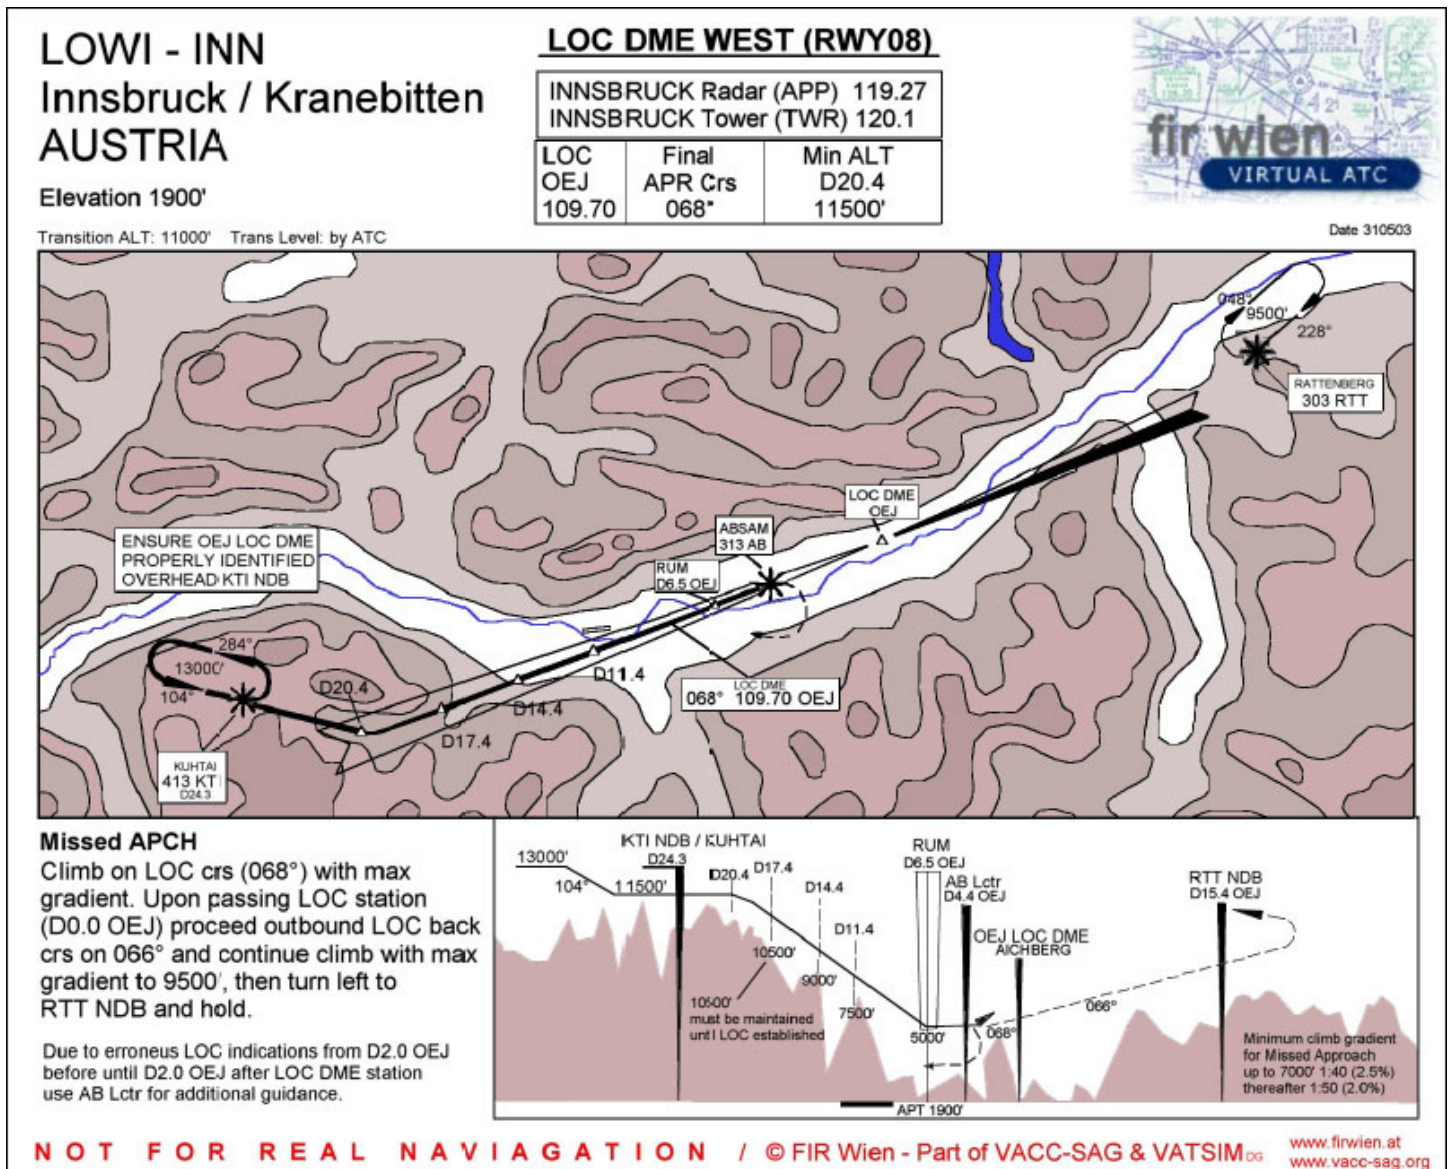 LOWI - INN
Innsbruck / Kranebitten
AUSTRIA
Elevation 1900'
Transition ALT: 11000' Trans Level: by ATC
LOC DME WEST (RWY08)
INNSBRUCK Radar (APP) 119.27
INNSBRUCK Tower (TWR) 120.1
LOC
OEJ
109.70
Final
APR Crs
068°
Min ALT
D20.4
11500'
fir wien
VIRTUAL ATC
Date 310503
048°
9500'
228°
RATTENBERG
303 RTT
LOC DME
OEJ
ABSAM
313 AB
RUM
D6.5 OEJ
ENSURE OEJ LOC DME
PROPERLY IDENTIFIED
OVERHEAD KTI NDB
284°
13000'
104°
D20.4
D11.4
D14.4
D17.4
LOC DME
068° 109.70 OEJ
KUHTAI
413 KT
D24.3
Missed APCH
Climb on LOC crs (068°) with max
gradient. Upon passing LOC station
(D0.0 OEJ) proceed outbound LOC back
crs on 066° and continue climb with max
gradient to 9500', then turn left to
RTT NDB and hold.
Due to erroneus LOC indications from D2.0 OEJ
before until D2.0 OEJ after LOC DME station
use AB Lctr for additional guidance.
KTI NDB / KUHTAI
D24.3
13000'
104°
11500'
D20.4
D17.4
D14.4
D11.4
10500'
9000'
7500'
10500'
must be maintained
until LOC established
RUM
D6.5 OEJ
AB Lctr
D4.4 OEJ
OEJ LOC DME
AICHBERG
5000'
068°
066°
RTT NDB
D15.4 OEJ
Minimum climb gradient
for Missed Approach
up to 7000' 1:40 (2.5%)
thereafter 1:50 (2.0%)
APT 1900'
NOT FOR REAL NAVIAGATION / © FIR Wien - Part of VACC-SAG & VATSIM DG
www.firwien.at
www.vacc-sag.org